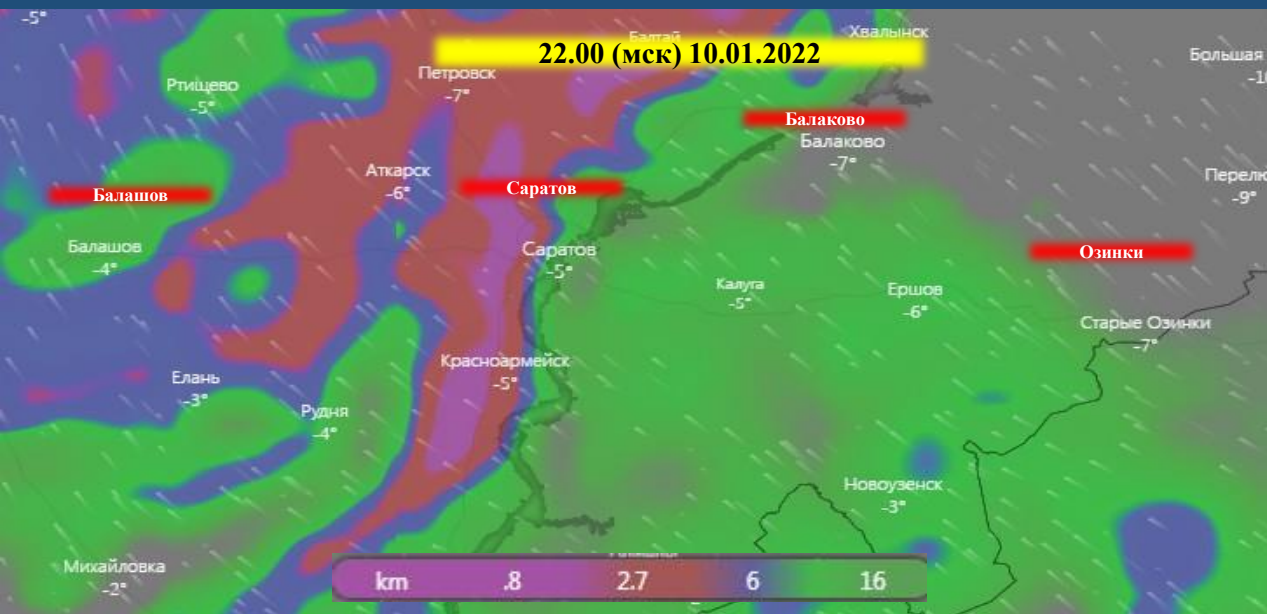 -5°
Балтай
Хвалынск
22.00 (мск) 10.01.2022
Большая
Петровск
-7°
Ртищево
-5°
Балаково
Балаково
-7°
Аткарск
-6°
Перелю
-9°
Балашов
Саратов
Балашов
-4°
Саратов
-5°
Озинки
Калуга
-5°
Ершов
-6°
Старые Озинки
-7°
Красноармейск
-5°
Елань
-3°
Рудня
-4°
Новоузенск
-3°
Михайловка
-2°
km .8 2.7 6 16